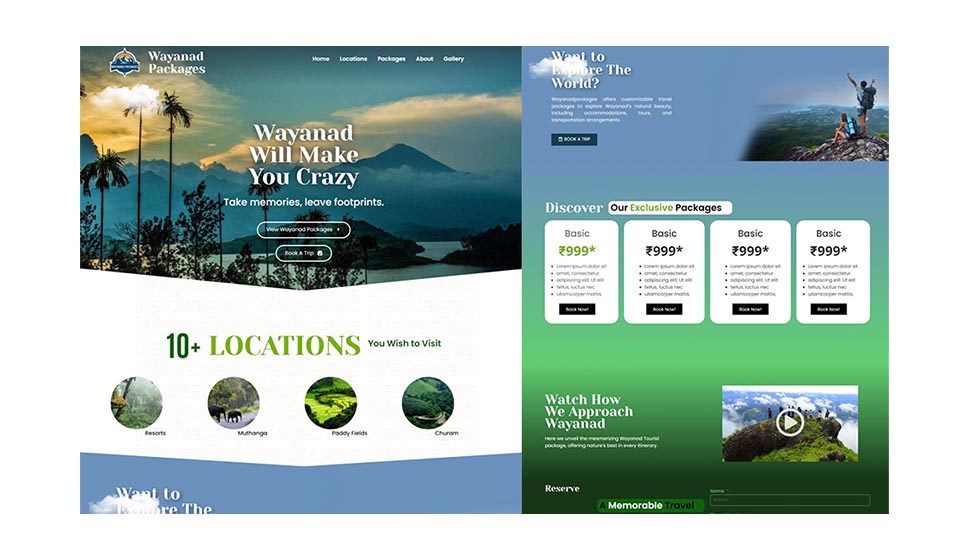 WAYANAD PACKAGES
Wayanad
Packages
Home Locations Packages About Gallery
Wayanad
Will Make
You Crazy
Take memories, leave footprints.
View Wayanad Packages
Book A Trip
10+ LOCATIONS You Wish to Visit
Resorts Muthanga Paddy Fields Churam
Want to
Explore The
Want to
Explore The
World?
Wayanadpackages offers customisable travel
packages to explore Wayanad's natural beauty,
including accommodations, tours, and
transportation arrangements.
BOOK A TRIP
Discover Our Exclusive Packages
Basic
₹999*
Lorem ipsum dolor sit
amet, consectetur
adipiscing elit. Ut elit
tellus, luctus nec
ullamcorper mattis,
Book Now!
Basic
₹999*
Lorem ipsum dolor sit
amet, consectetur
adipiscing elit. Ut elit
tellus, luctus nec
ullamcorper mattis,
Book Now!
Basic
₹999*
Lorem ipsum dolor sit
amet, consectetur
adipiscing elit. Ut elit
tellus, luctus nec
ullamcorper mattis,
Book Now!
Basic
₹999*
Lorem ipsum dolor sit
amet, consectetur
adipiscing elit. Ut elit
tellus, luctus nec
ullamcorper mattis,
Book Now!
Watch How
We Approach
Wayanad
Here we unveil the mesmerizing Wayanad Tourist
package, offering nature's best in every itinerary.
Reserve
A Memorable Travel
Name *
Name